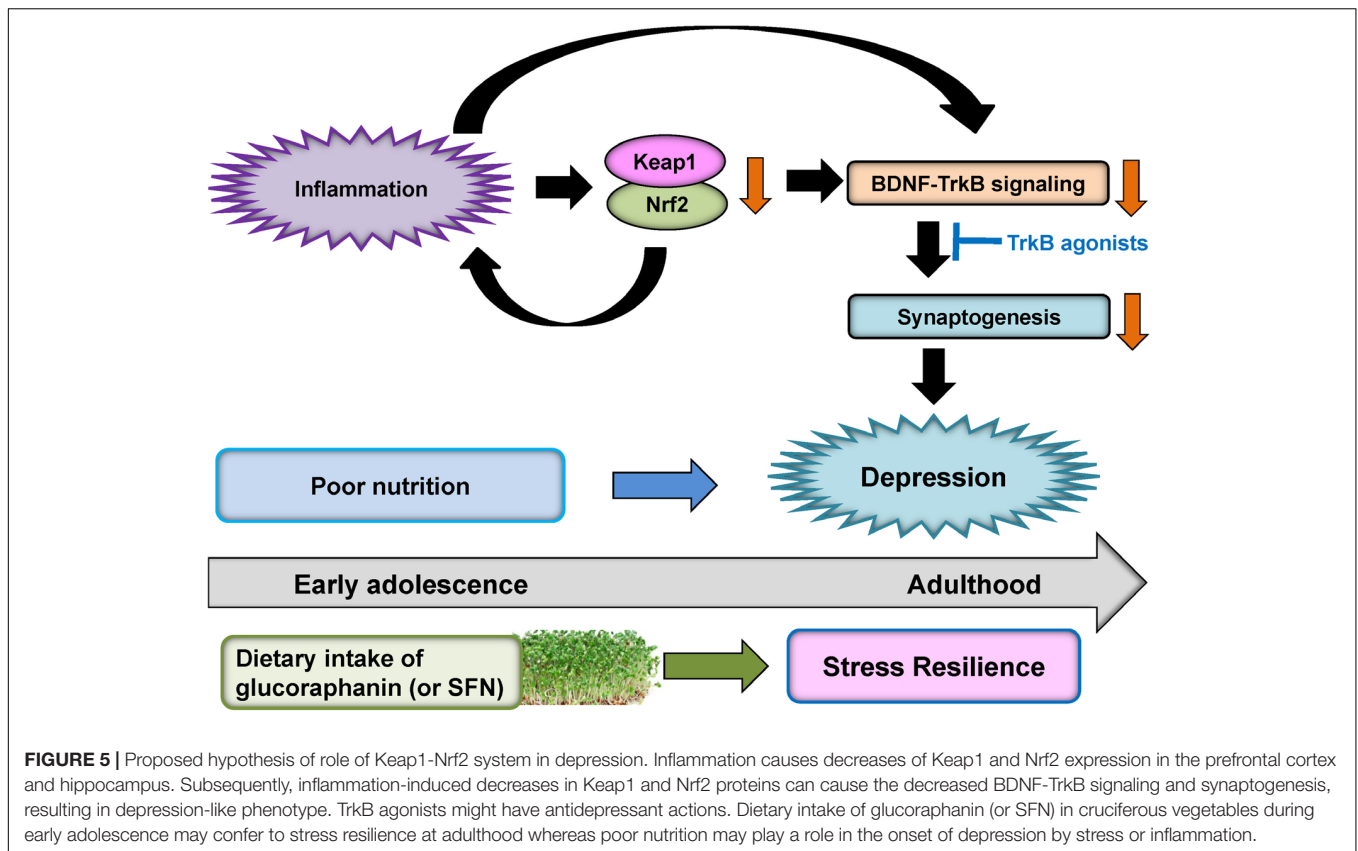 Inflammation
Keap1
Nrf2
BDNF-TrkB signaling
TrkB agonists
Synaptogenesis
Poor nutrition
Depression
Early adolescence
Adulthood
Dietary intake of
glucoraphanin (or SFN)
Stress Resilience
FIGURE 5 | Proposed hypothesis of role of Keap1-Nrf2 system in depression. Inflammation causes decreases of Keap1 and Nrf2 expression in the prefrontal cortex
and hippocampus. Subsequently, inflammation-induced decreases in Keap1 and Nrf2 proteins can cause the decreased BDNF-TrkB signaling and synaptogenesis,
resulting in depression-like phenotype. TrkB agonists might have antidepressant actions. Dietary intake of glucoraphanin (or SFN) in cruciferous vegetables during
early adolescence may confer to stress resilience at adulthood whereas poor nutrition may play a role in the onset of depression by stress or inflammation.